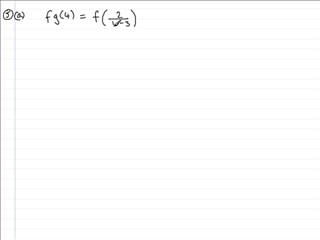 ⑤(a) fg(4) = f(2/(4-3))